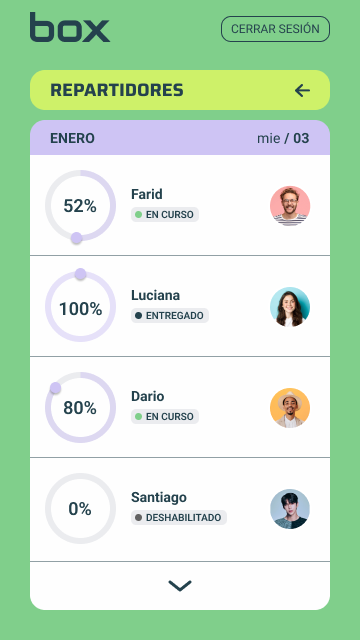 box
CERRAR SESIÓN
REPARTIDORES
ENERO
mie / 03
52%
Farid
EN CURSO
100%
Luciana
ENTREGADO
80%
Dario
EN CURSO
0%
Santiago
DESHABILITADO